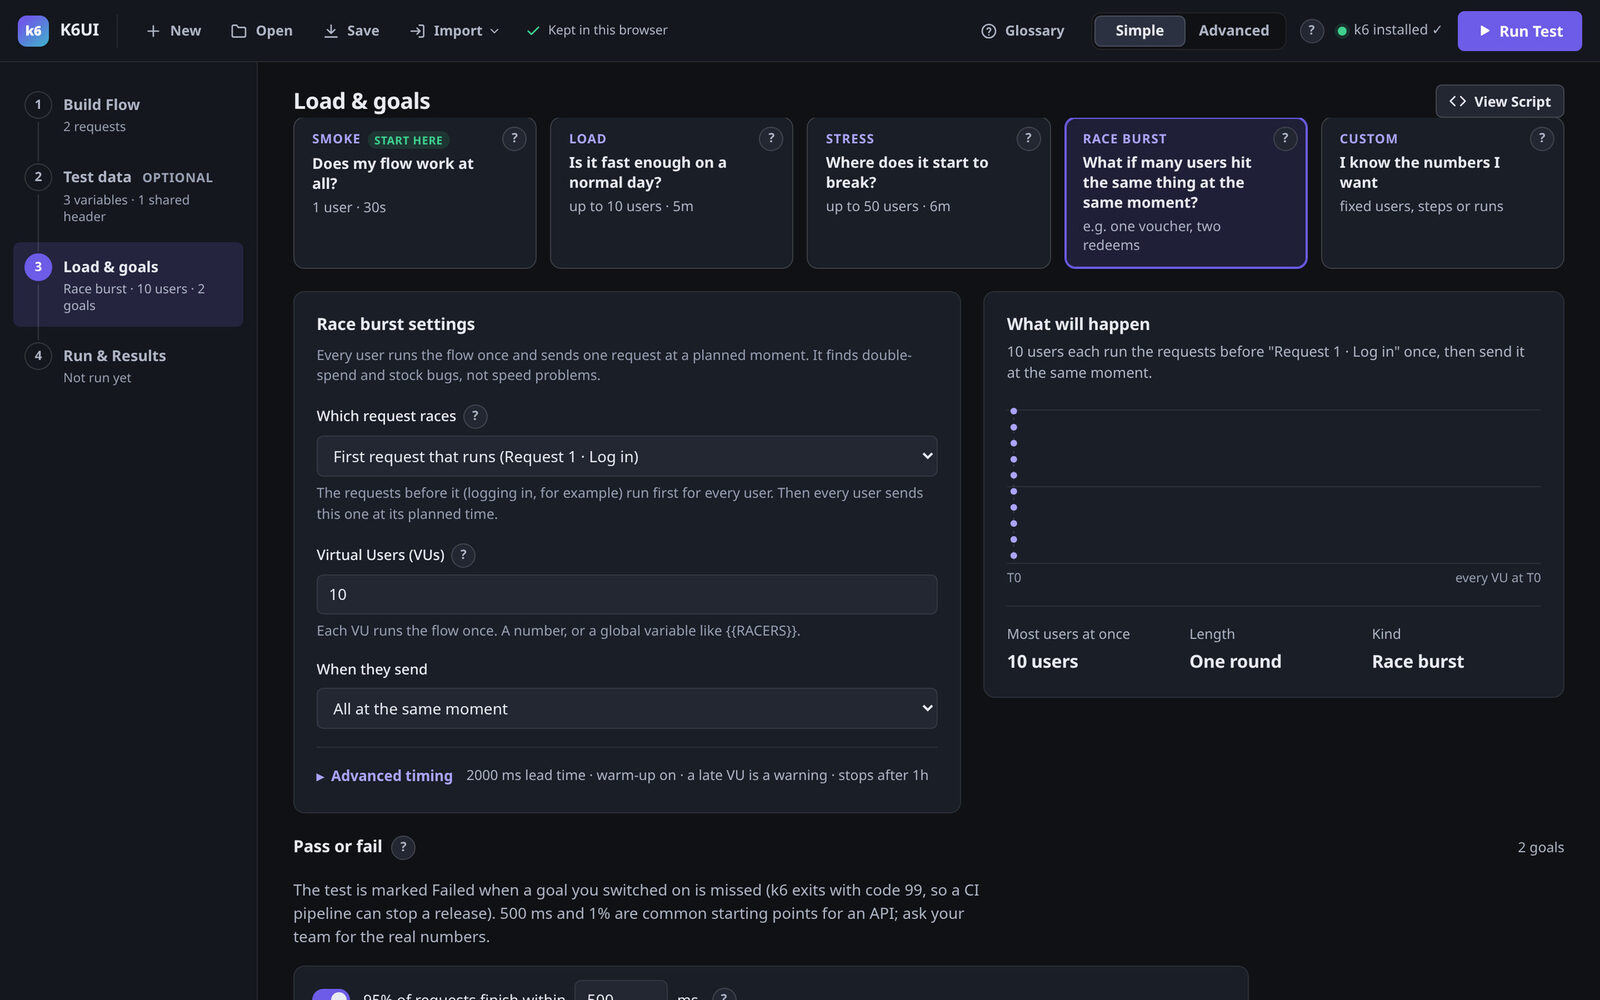 k6 K6UI New Open Save Import Kept in this browser Glossary Simple Advanced ? k6 installed ✓ Run Test
1 Build Flow
2 requests
2 Test data OPTIONAL
3 variables · 1 shared
header
3 Load & goals
Race burst · 10 users · 2
goals
4 Run & Results
Not run yet
Load & goals
View Script
SMOKE START HERE ?
Does my flow work at
all?
1 user · 30s
LOAD ?
Is it fast enough on a
normal day?
up to 10 users · 5m
STRESS ?
Where does it start to
break?
up to 50 users · 6m
RACE BURST ?
What if many users hit
the same thing at the
same moment?
e.g. one voucher, two
redeems
CUSTOM ?
I know the numbers I
want
fixed users, steps or runs
Race burst settings
Every user runs the flow once and sends one request at a planned moment. It finds double-
spend and stock bugs, not speed problems.
Which request races ?
First request that runs (Request 1 · Log in)
The requests before it (logging in, for example) run first for every user. Then every user sends
this one at its planned time.
Virtual Users (VUs) ?
10
Each VU runs the flow once. A number, or a global variable like {{RACERS}}.
When they send
All at the same moment
▸ Advanced timing 2000 ms lead time · warm-up on · a late VU is a warning · stops after 1h
What will happen
10 users each run the requests before "Request 1 · Log in" once, then send it
at the same moment.
T0 every VU at T0
Most users at once Length Kind
10 users One round Race burst
Pass or fail ? 2 goals
The test is marked Failed when a goal you switched on is missed (k6 exits with code 99, so a CI
pipeline can stop a release). 500 ms and 1% are common starting points for an API; ask your
team for the real numbers.
95% of requests finish within 500 ms ?